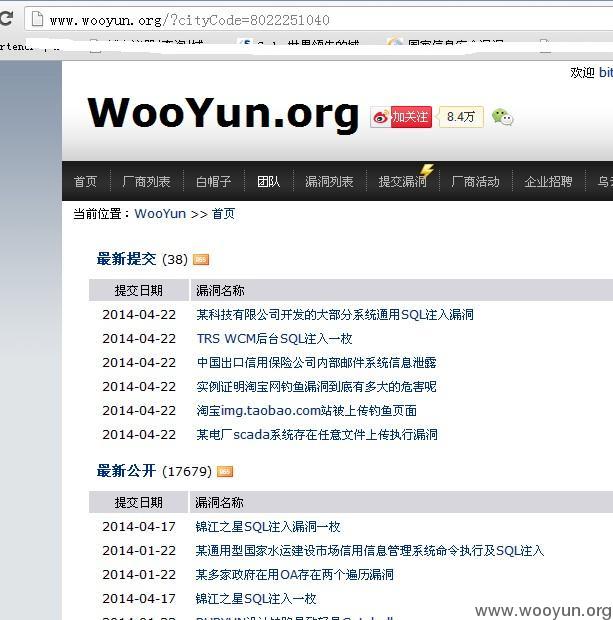 www.wooyun.org/?cityCode=8022251040
欢迎 bit
WooYun.org 加关注 8.4万
首页 厂商列表 白帽子 团队 漏洞列表 提交漏洞 厂商活动 企业招聘 乌云
当前位置：WooYun >> 首页
最新提交 (38) RSS
提交日期 漏洞名称
2014-04-22 某科技有限公司开发的大部分系统通用SQL注入漏洞
2014-04-22 TRS WCM后台SQL注入一枚
2014-04-22 中国出口信用保险公司内部邮件系统信息泄露
2014-04-22 实例证明淘宝网钓鱼漏洞到底有多大的危害呢
2014-04-22 淘宝img.taobao.com站被上传钓鱼页面
2014-04-22 某电厂scada系统存在任意文件上传执行漏洞
最新公开 (17679) RSS
提交日期 漏洞名称
2014-04-17 锦江之星SQL注入漏洞一枚
2014-01-22 某通用型国家水运建设市场信用信息管理系统命令执行及SQL注入
2014-01-22 某多家政府在用OA存在两个遍历漏洞
2014-04-17 锦江之星SQL注入一枚
www.wooyun.org